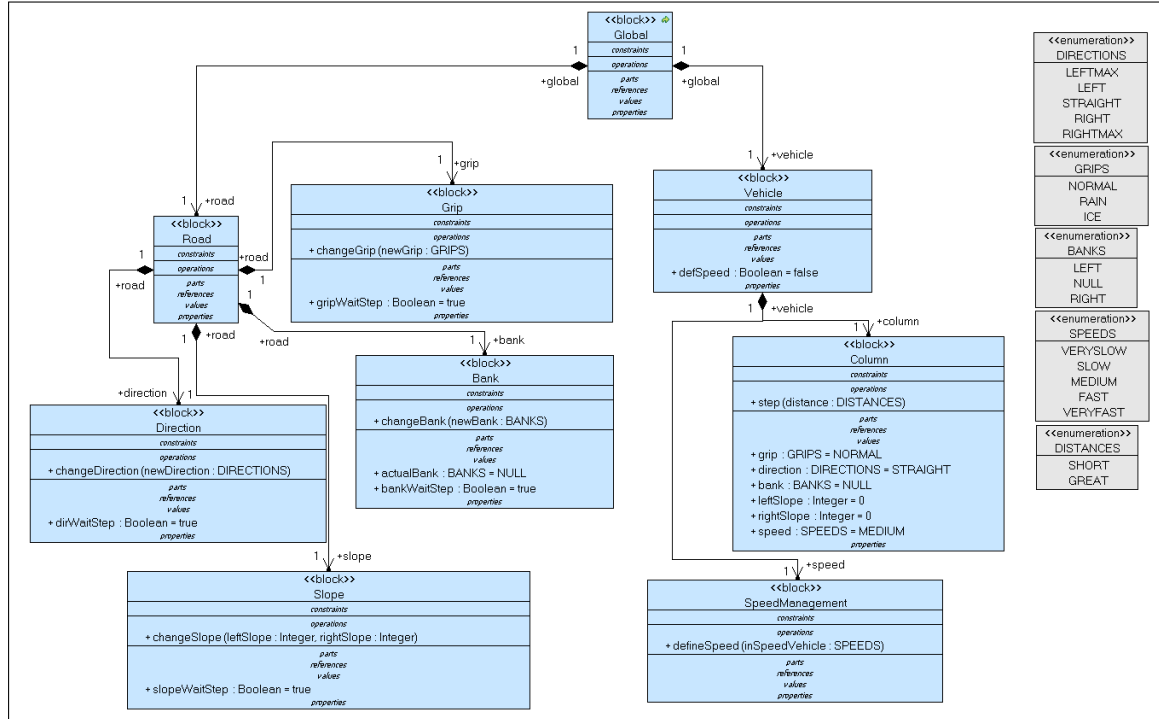 <<block>>
Global
constraints
operations
parts
references
values
properties
1
+global
1
+global
1
+road
1
+vehicle
<<block>>
Road
constraints
operations
parts
references
values
properties
1
+road
+road
1
1
+road
1
+road
1
+grip
<<block>>
Grip
constraints
operations
+ changeGrip (newGrip : GRIPS)
parts
references
values
+ gripWaitStep : Boolean = true
properties
<<block>>
Vehicle
constraints
operations
parts
references
values
+ defSpeed : Boolean = false
properties
1
+vehicle
1
+bank
<<block>>
Bank
constraints
operations
+ changeBank (newBank : BANKS)
parts
references
values
+ actualBank : BANKS = NULL
+ bankWaitStep : Boolean = true
properties
1
+column
<<block>>
Column
constraints
operations
+ step (distance : DISTANCES)
parts
references
values
+ grip : GRIPS = NORMAL
+ direction : DIRECTIONS = STRAIGHT
+ bank : BANKS = NULL
+ leftSlope : Integer = 0
+ rightSlope : Integer = 0
+ speed : SPEEDS = MEDIUM
properties
+direction
1
<<block>>
Direction
constraints
operations
+ changeDirection (newDirection : DIRECTIONS)
parts
references
values
+ dirWaitStep : Boolean = true
properties
1
+slope
<<block>>
Slope
constraints
operations
+ changeSlope (leftSlope : Integer, rightSlope : Integer)
parts
references
values
+ slopeWaitStep : Boolean = true
properties
1
+speed
<<block>>
SpeedManagement
constraints
operations
+ defineSpeed (inSpeedVehicle : SPEEDS)
parts
references
values
properties
<<enumeration>>
DIRECTIONS
LEFTMAX
LEFT
STRAIGHT
RIGHT
RIGHTMAX
<<enumeration>>
GRIPS
NORMAL
RAIN
ICE
<<enumeration>>
BANKS
LEFT
NULL
RIGHT
<<enumeration>>
SPEEDS
VERYSLOW
SLOW
MEDIUM
FAST
VERYFAST
<<enumeration>>
DISTANCES
SHORT
GREAT